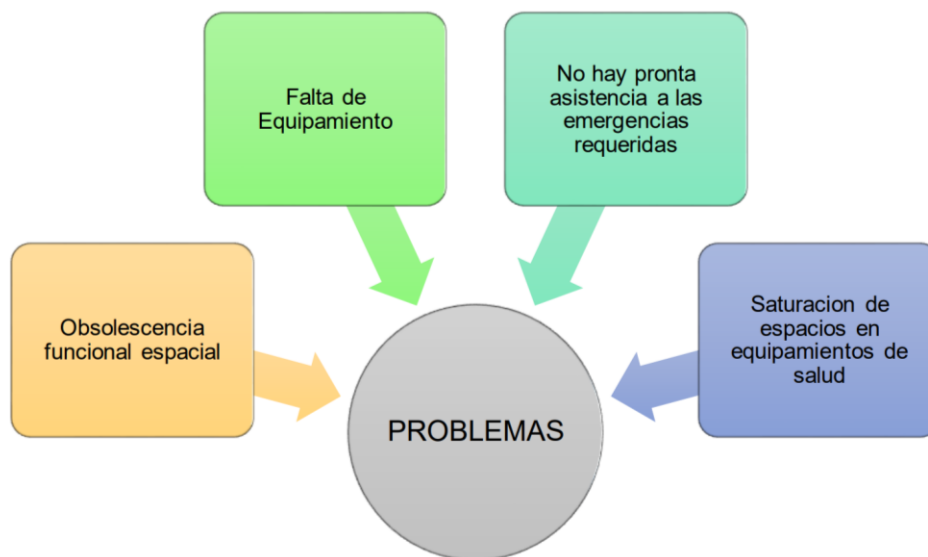 Falta de
Equipamiento
No hay pronta
asistencia a las
emergencias
requeridas
Obsolescencia
funcional espacial
Saturacion de
espacios en
equipamientos de
salud
PROBLEMAS